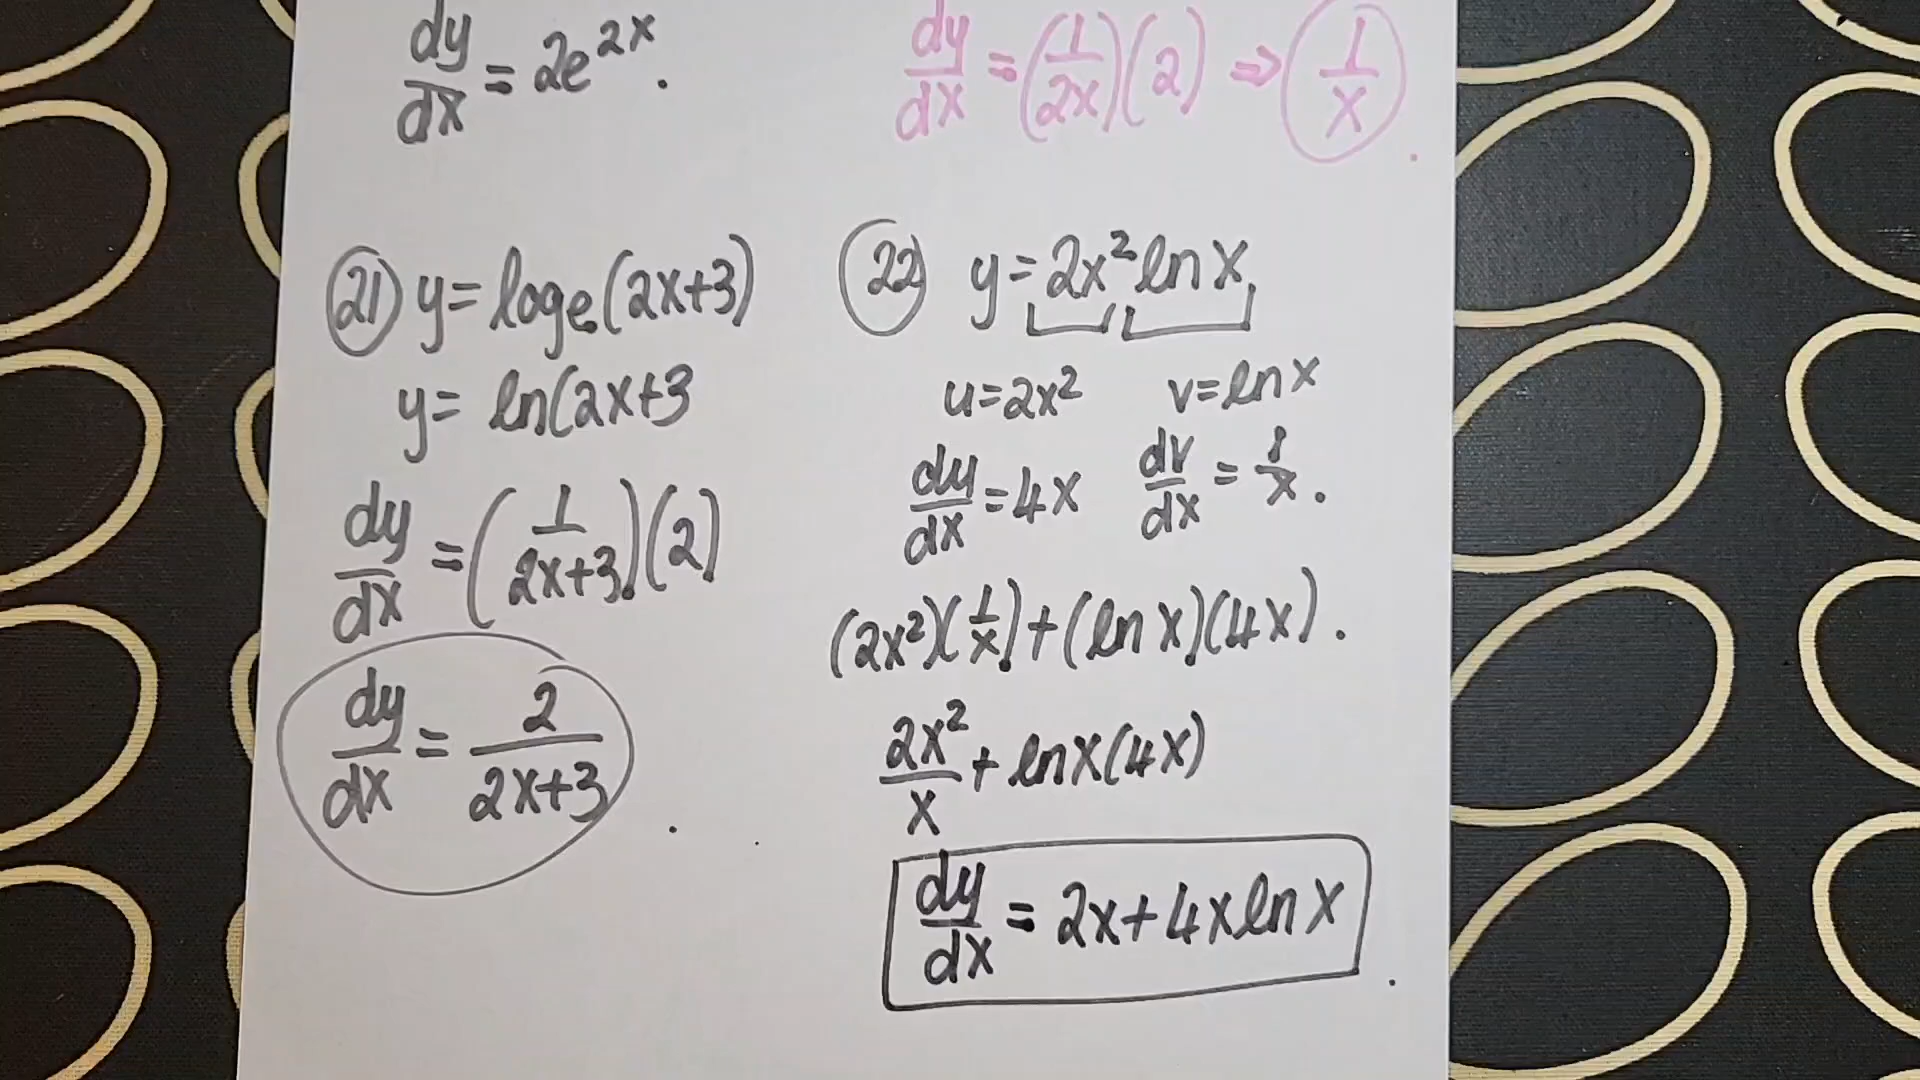 dy/dx = 2e^2x.
dy/dx = (1/2x)(2) ⇒ 1/x
21) y = loge(2x+3)
y = ln(2x+3
dy/dx = (1/2x+3)(2)
dy/dx = 2/2x+3
22 y = 2x² ln x
u = 2x² v = ln x
dy/dx = 4x dv/dx = 1/x.
(2x²)(1/x) + (ln x)(4x).
2x²/x + ln x(4x)
dy/dx = 2x + 4x ln x